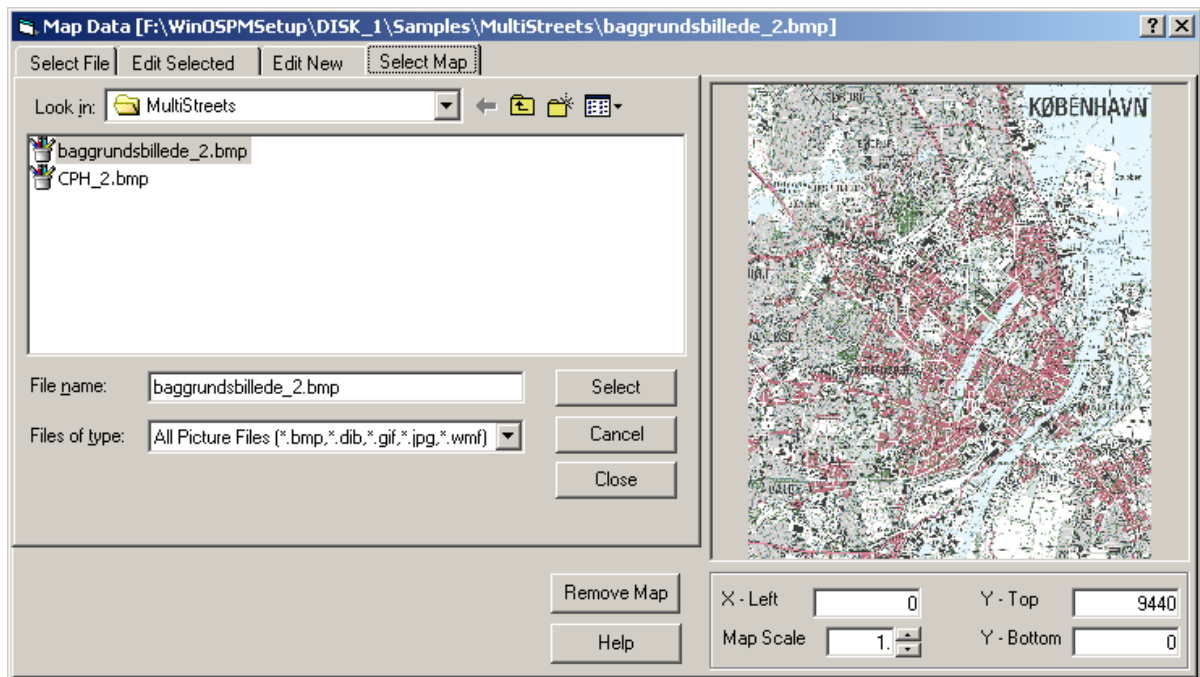 Map Data [F:\WinOSPMSetup\DISK_1\Samples\MultiStreets\baggrundsbillede_2.bmp]
Select File Edit Selected Edit New Select Map
Look in: MultiStreets
baggrundsbillede_2.bmp
CPH_2.bmp
File name: baggrundsbillede_2.bmp Select
Files of type: All Picture Files (*.bmp,*.dib,*.gif,*.jpg,*.wmf) Cancel
Close
KØBENHAVN
Remove Map
Help
X - Left 0 Y - Top 9440
Map Scale 1. Y - Bottom 0